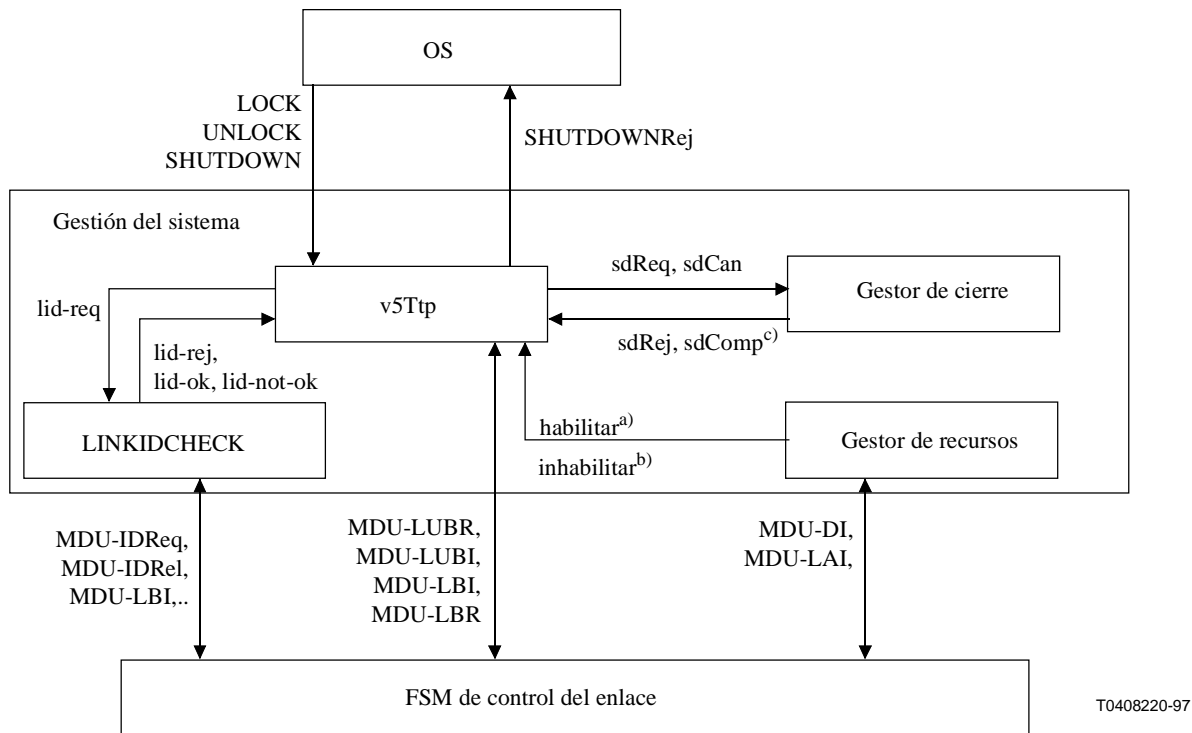 OS
LOCK
UNLOCK
SHUTDOWN
SHUTDOWNRej
Gestión del sistema
v5Ttp
sdReq, sdCan
Gestor de cierre
sdRej, sdComp^c)
lid-req
lid-rej,
lid-ok, lid-not-ok
LINKIDCHECK
habilitar^a)
inhabilitar^b)
Gestor de recursos
MDU-IDReq,
MDU-IDRel,
MDU-LBI,..
MDU-LUBR,
MDU-LUBI,
MDU-LBI,
MDU-LBR
MDU-DI,
MDU-LAI,
FSM de control del enlace
T0408220-97